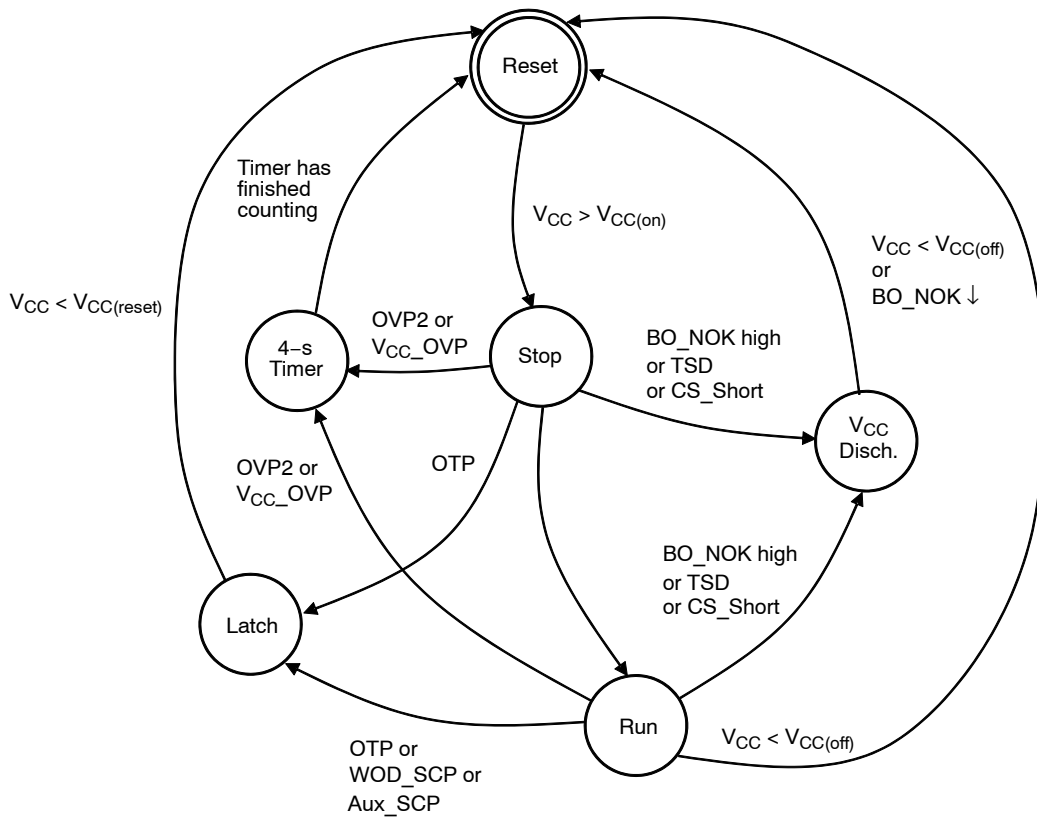 Reset
Timer has
finished
counting
V_CC > V_CC(on)
V_CC < V_CC(off)
or
BO_NOK ↓
V_CC < V_CC(reset)
4−s
Timer
OVP2 or
V_CC_OVP
Stop
BO_NOK high
or TSD
or CS_Short
V_CC
Disch.
OVP2 or
V_CC_OVP
OTP
BO_NOK high
or TSD
or CS_Short
Latch
Run
V_CC < V_CC(off)
OTP or
WOD_SCP or
Aux_SCP